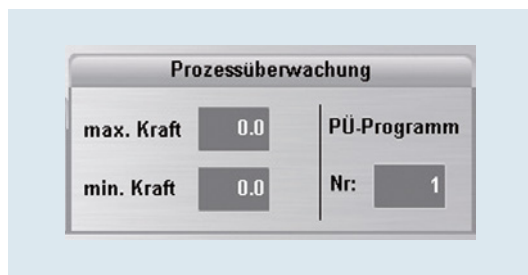 Prozessüberwachung
max. Kraft 0.0
min. Kraft 0.0
PÜ-Programm
Nr: 1